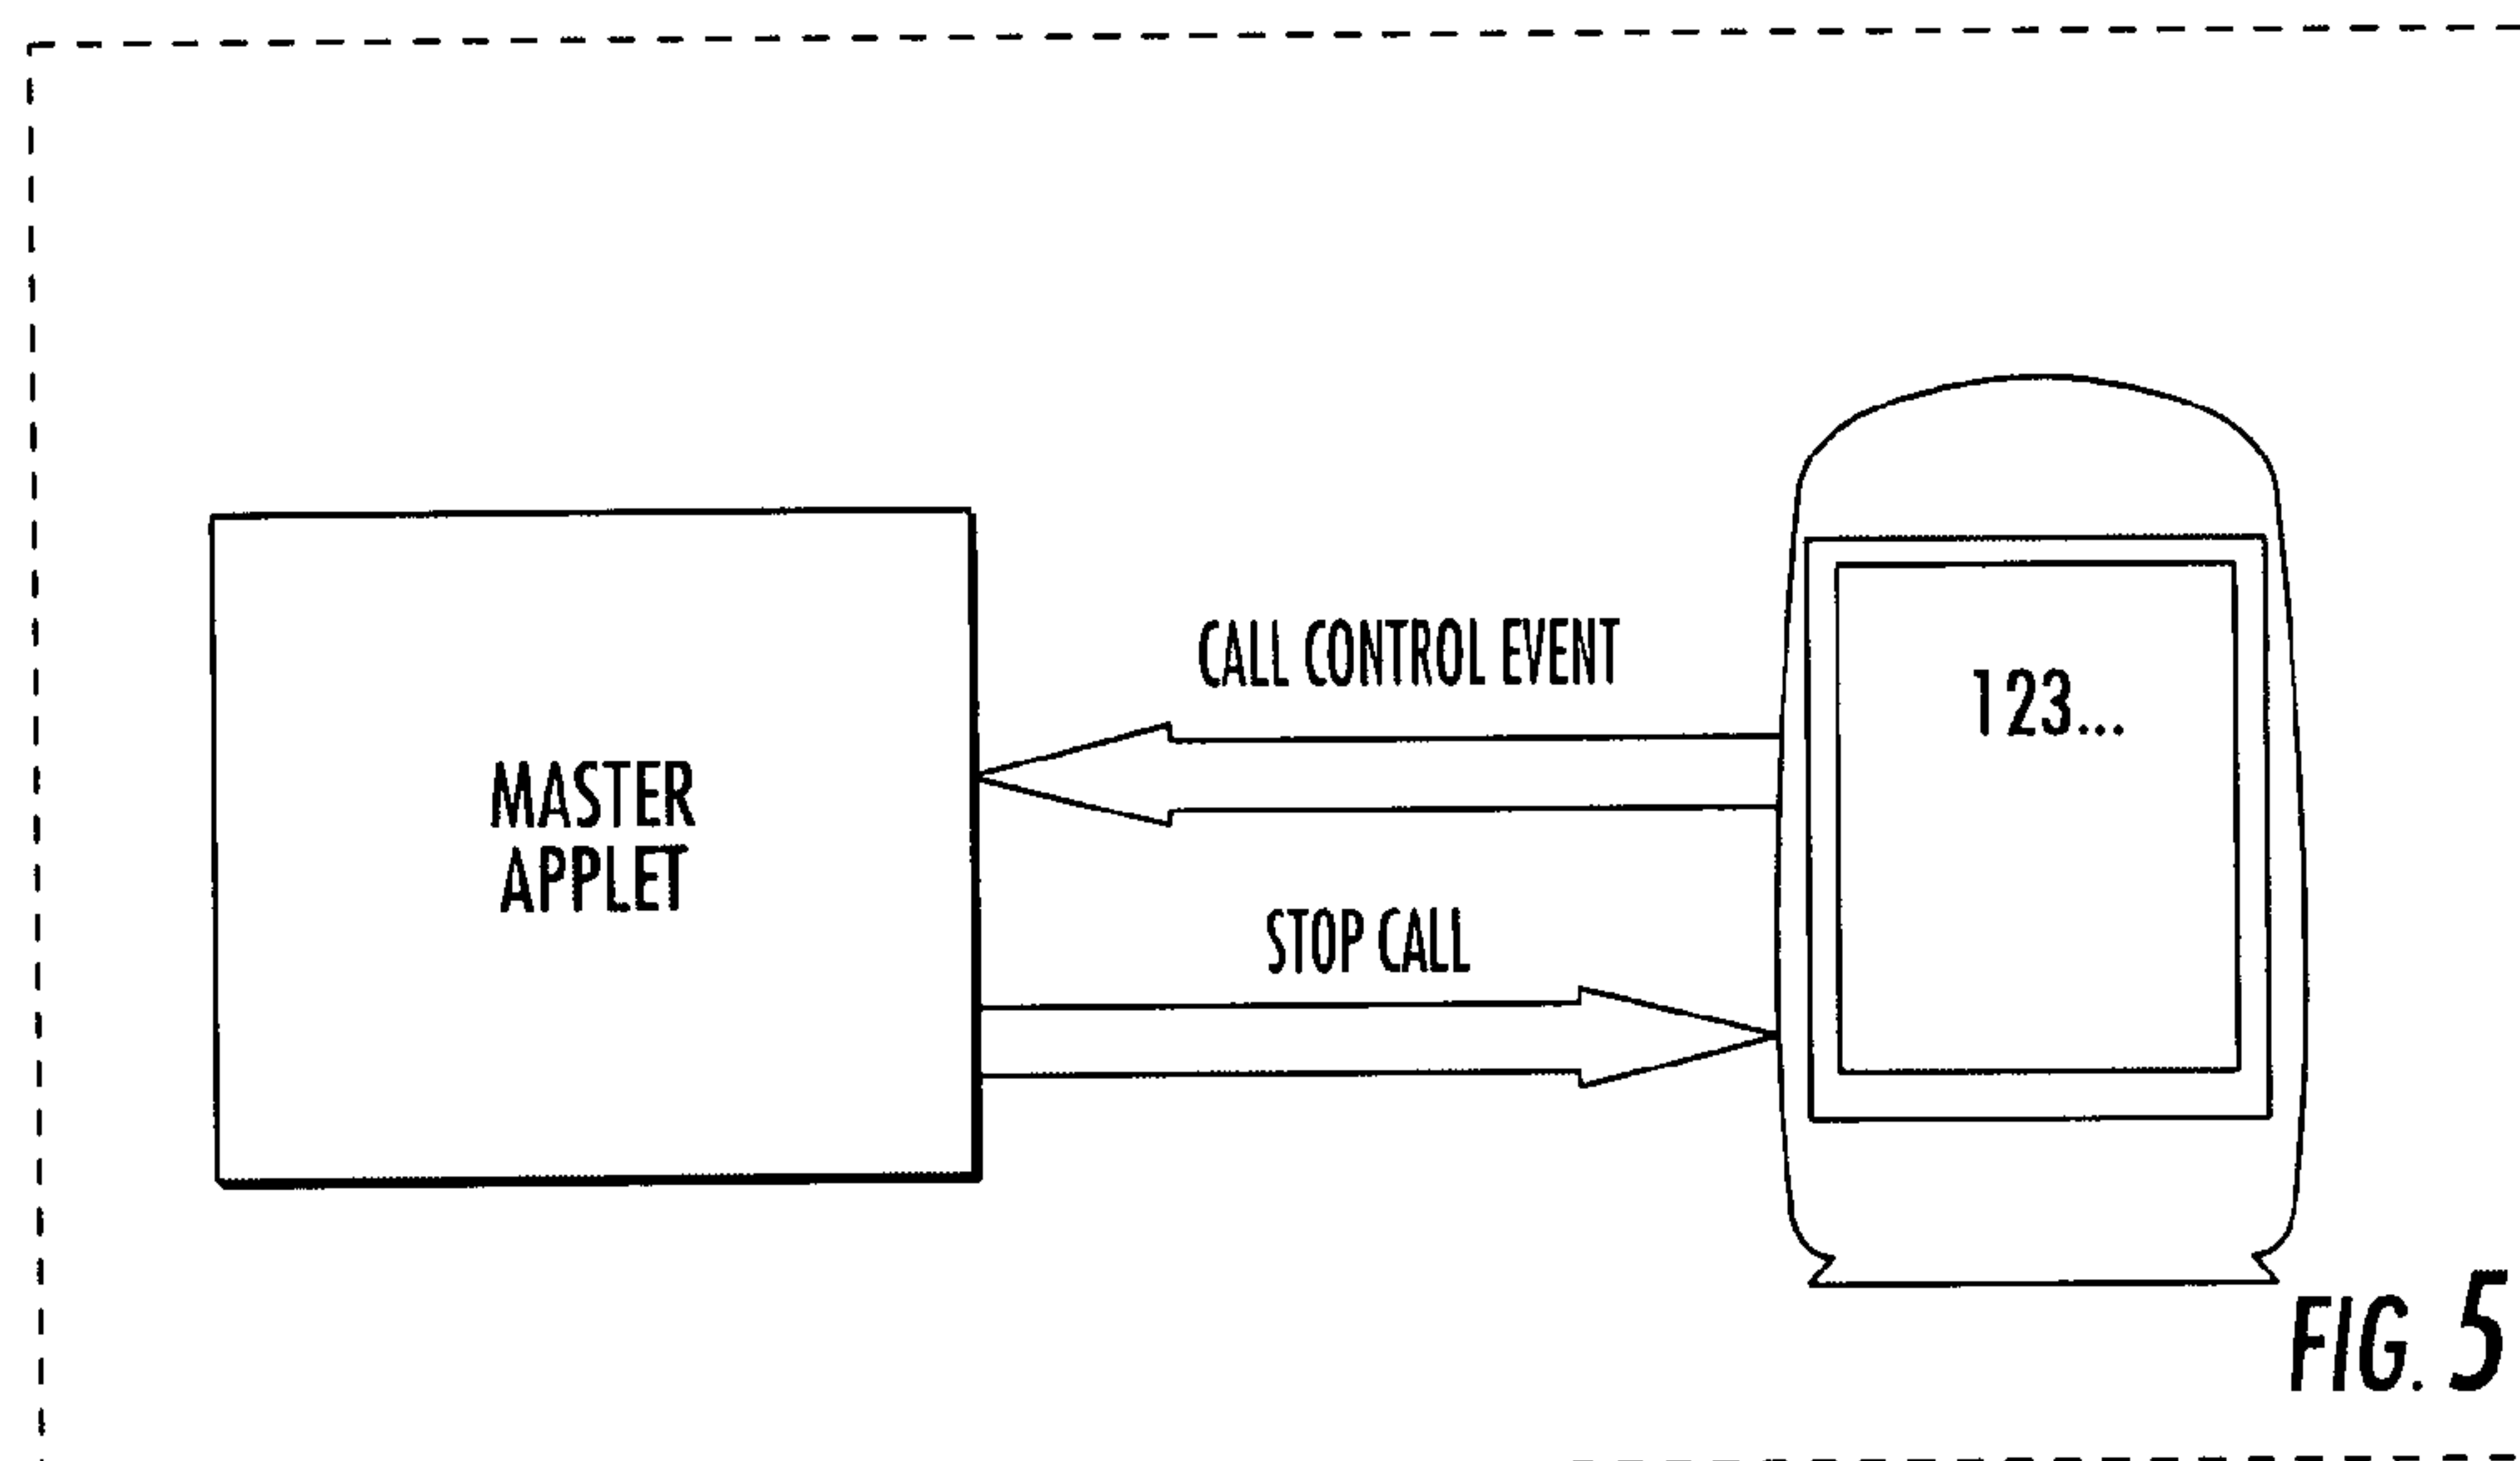 CALL CONTROL EVENT
123...
MASTER
APPLET
STOP CALL
FIG. 5